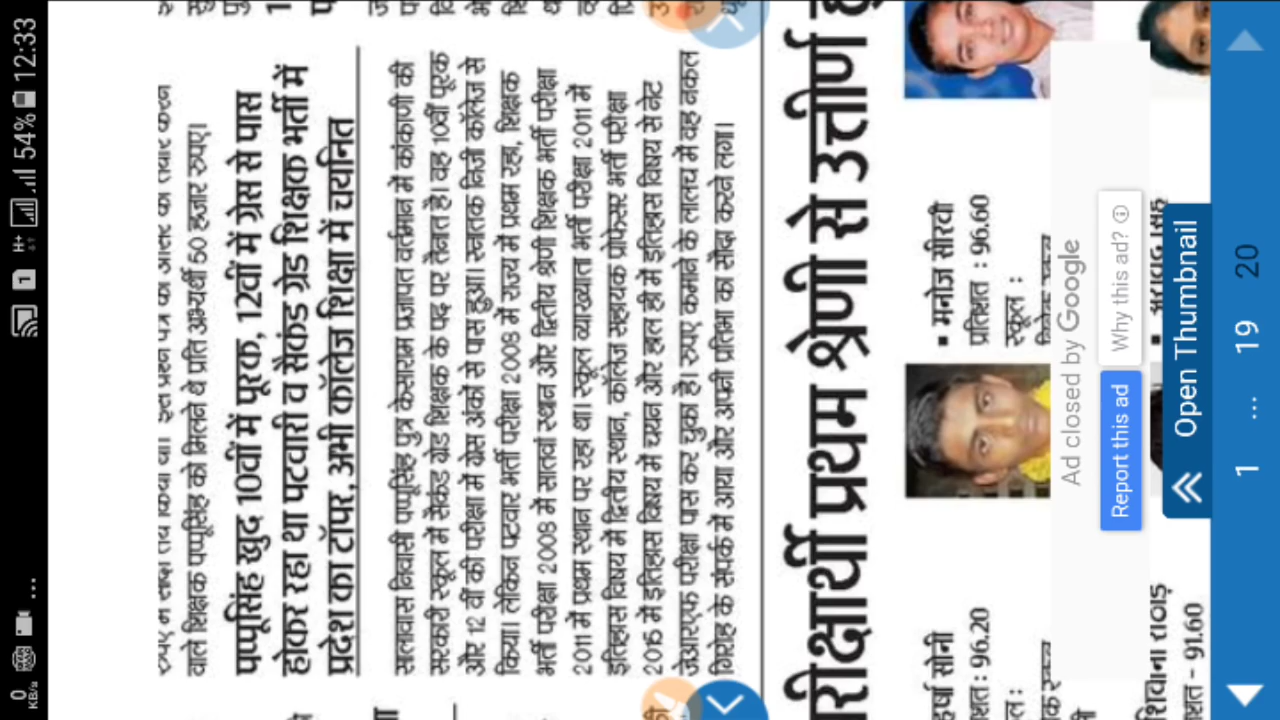 0 KB/s ... H+ 1 54% 12:33
वाले शिक्षक पप्पूसिंह को मिलने थे प्रति अभ्यर्थी 50 हजार रुपए।
पप्पूसिंह खुद 10वीं में पूरक, 12वीं में ग्रेस से पास
होकर रहा था पटवारी व सैकंड ग्रेड शिक्षक भर्ती में
प्रदेश का टॉपर, अभी कॉलेज शिक्षा में चयनित
सालावास निवासी पप्पूसिंह पुत्र केसाराम प्रजापत वर्तमान में कांकाणी की
सरकारी स्कूल में सैकंड ग्रेड शिक्षक के पद पर तैनात है। वह 10वीं पूरक
और 12 वीं की परीक्षा में ग्रेस अंकों से पास हुआ। स्नातक निजी कॉलेज से
किया। लेकिन पटवार भर्ती परीक्षा 2008 में राज्य में प्रथम रहा, शिक्षक
भर्ती परीक्षा 2008 में सातवां स्थान और द्वितीय श्रेणी शिक्षक भर्ती परीक्षा
2011 में प्रथम स्थान पर रहा था। स्कूल व्याख्याता भर्ती परीक्षा 2011 में
इतिहास विषय में द्वितीय स्थान, कॉलेज सहायक प्रोफेसर भर्ती परीक्षा
2015 में इतिहास विषय में चयन और हाल ही में इतिहास विषय से नेट
जेआरएफ परीक्षा पास कर चुका है। रुपए कमाने के लालच में वह नकल
गिरोह के संपर्क में आया और अपनी प्रतिभा का सौदा करने लगा।
रीक्षार्थी प्रथम श्रेणी से उत्तीर्ण
हर्षा सोनी
शत : 96.20
कूल :
▪ मनोज सीरवी
प्रतिशत : 96.60
स्कूल :
शियाना राठौड़
शत - 91.60
Ad closed by Google
Report this ad
Why this ad?
Open Thumbnail
1 ... 19 20